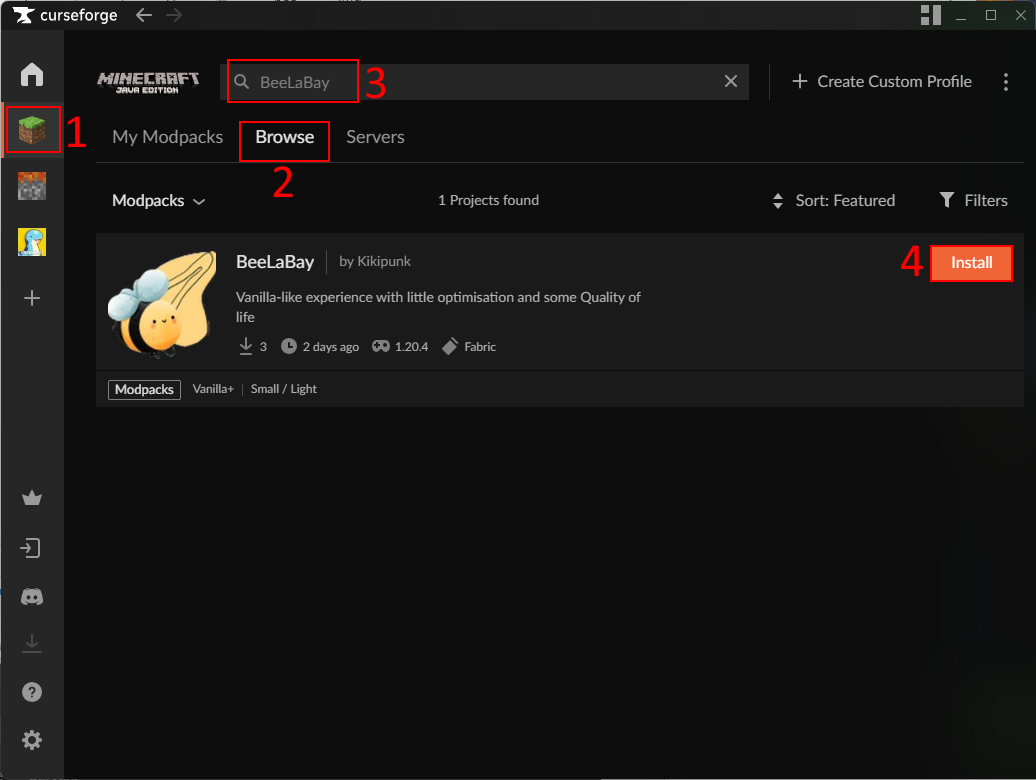 curseforge
MINECRAFT
JAVA EDITION
BeeLaBay
3
Create Custom Profile
1
My Modpacks
Browse
Servers
2
Modpacks
1 Projects found
Sort: Featured
Filters
BeeLaBay
by Kikipunk
4
Install
Vanilla-like experience with little optimisation and some Quality of
life
3
2 days ago
1.20.4
Fabric
Modpacks
Vanilla+
Small / Light